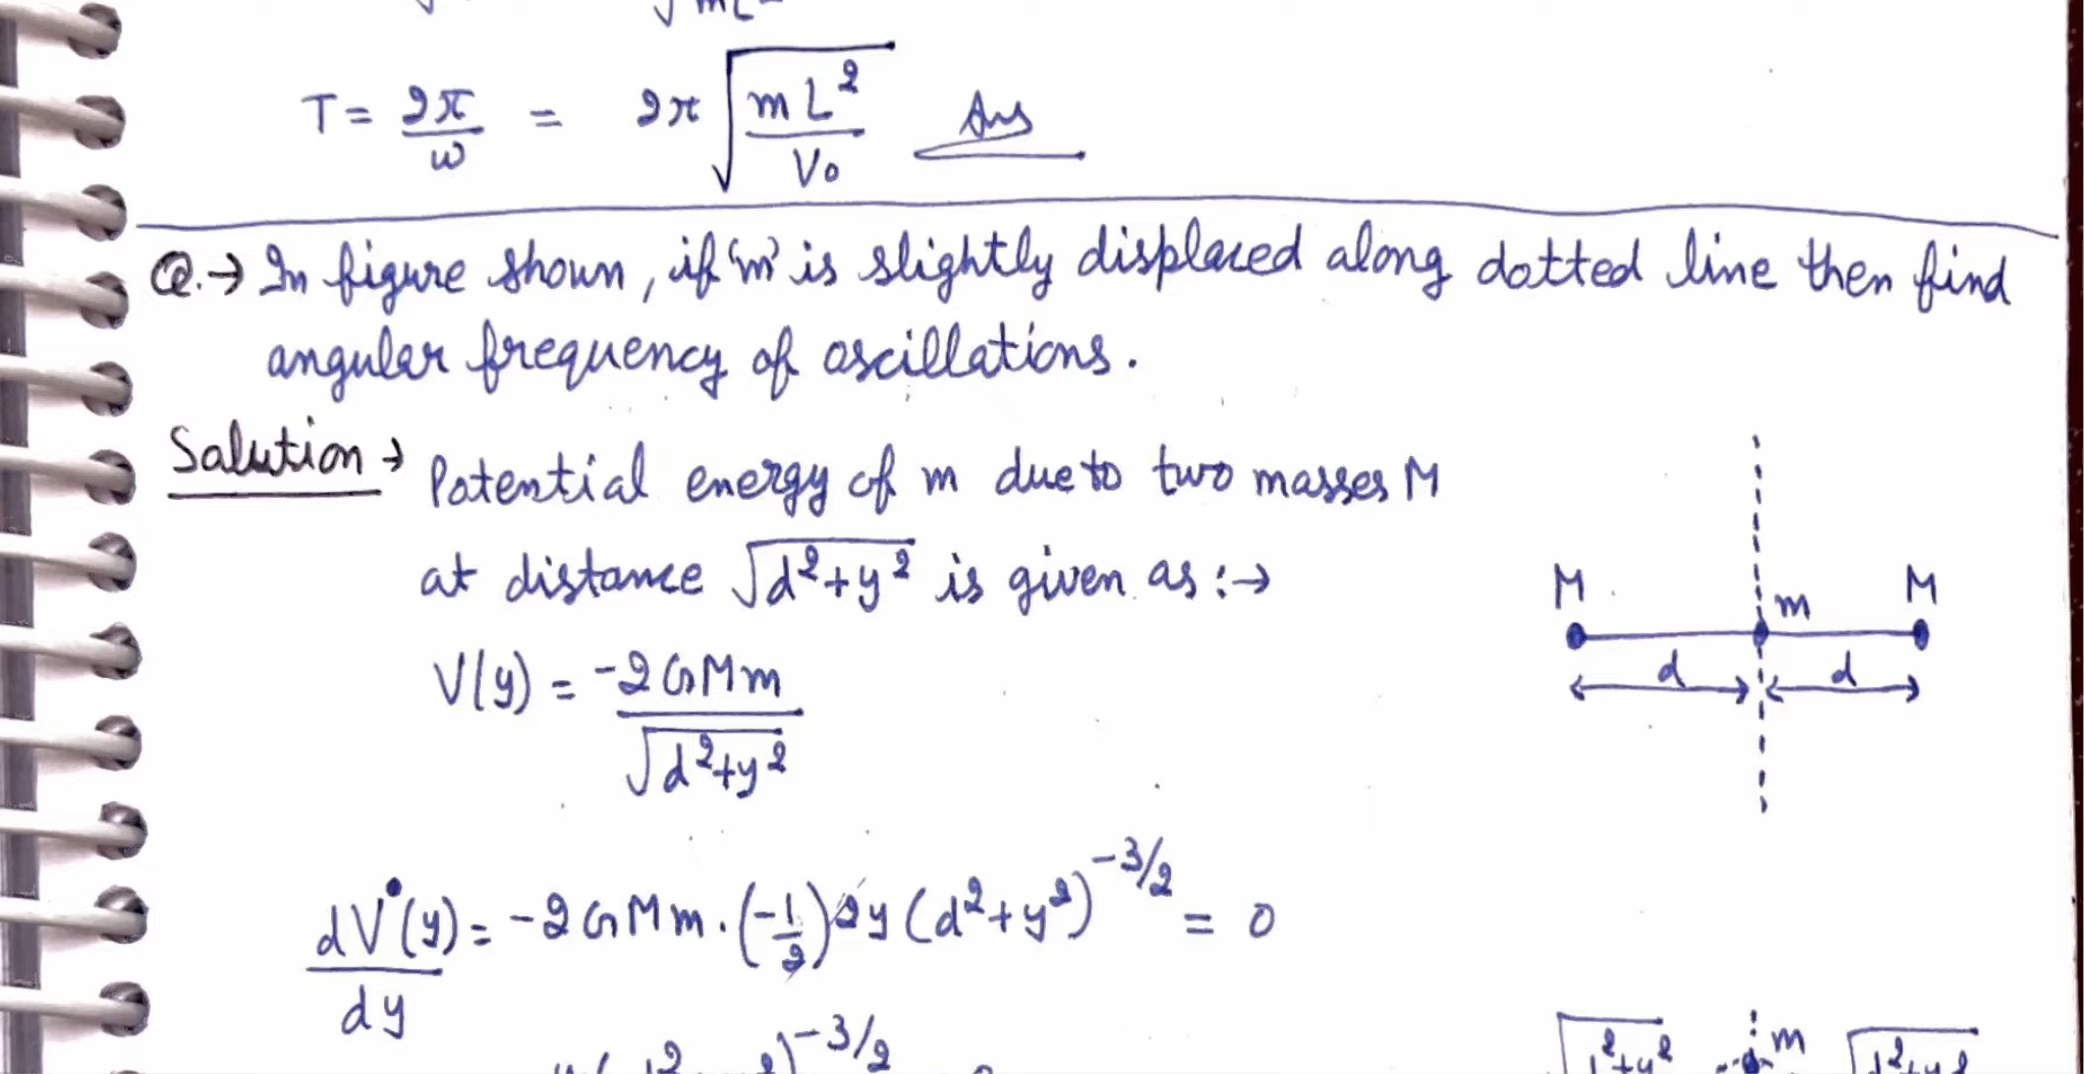 T = 2π/ω = 2π √(mL²/V₀) Ans
Q.→ In figure shown, if 'm' is slightly displaced along dotted line then find
angular frequency of oscillations.
Solution → Potential energy of m due to two masses M
at distance √(d²+y²) is given as :→
M m M
d d
V(y) = -2GMm/√(d²+y²)
dV(y)/dy = -2GMm.(-1/2)2y(d²+y²)^(-3/2) = 0
m